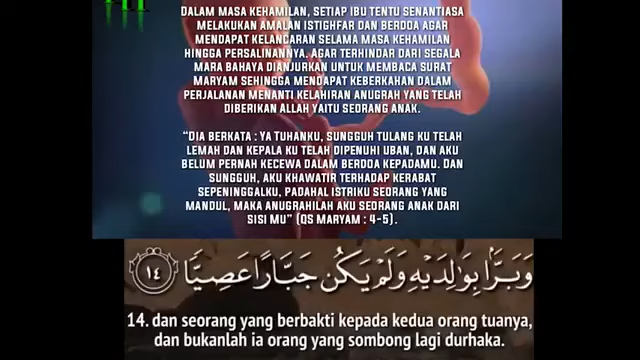 DALAM MASA KEHAMILAN, SETIAP IBU TENTU SENANTIASA
MELAKUKAN AMALAN ISTIGHFAR DAN BERDOA AGAR
MENDAPAT KELANCARAN SELAMA MASA KEHAMILAN
HINGGA PERSALINANNYA. AGAR TERHINDAR DARI SEGALA
MARA BAHAYA DIANJURKAN UNTUK MEMBACA SURAT
MARYAM SEHINGGA MENDAPAT KEBERKAHAN DALAM
PERJALANAN MENANTI KELAHIRAN ANUGRAH YANG TELAH
DIBERIKAN ALLAH YAITU SEORANG ANAK.
“DIA BERKATA : YA TUHANKU, SUNGGUH TULANG KU TELAH
LEMAH DAN KEPALA KU TELAH DIPENUHI UBAN, DAN AKU
BELUM PERNAH KECEWA DALAM BERDOA KEPADAMU. DAN
SUNGGUH, AKU KHAWATIR TERHADAP KERABAT
SEPENINGGALKU, PADAHAL ISTRIKU SEORANG YANG
MANDUL, MAKA ANUGRAHILAH AKU SEORANG ANAK DARI
SISI MU” (QS MARYAM : 4-5).
وَبَرًّۢا بِوَٰلِدَيْهِ وَلَمْ يَكُن جَبَّارًا عَصِيًّا ١٤
14. dan seorang yang berbakti kepada kedua orang tuanya,
dan bukanlah ia orang yang sombong lagi durhaka.